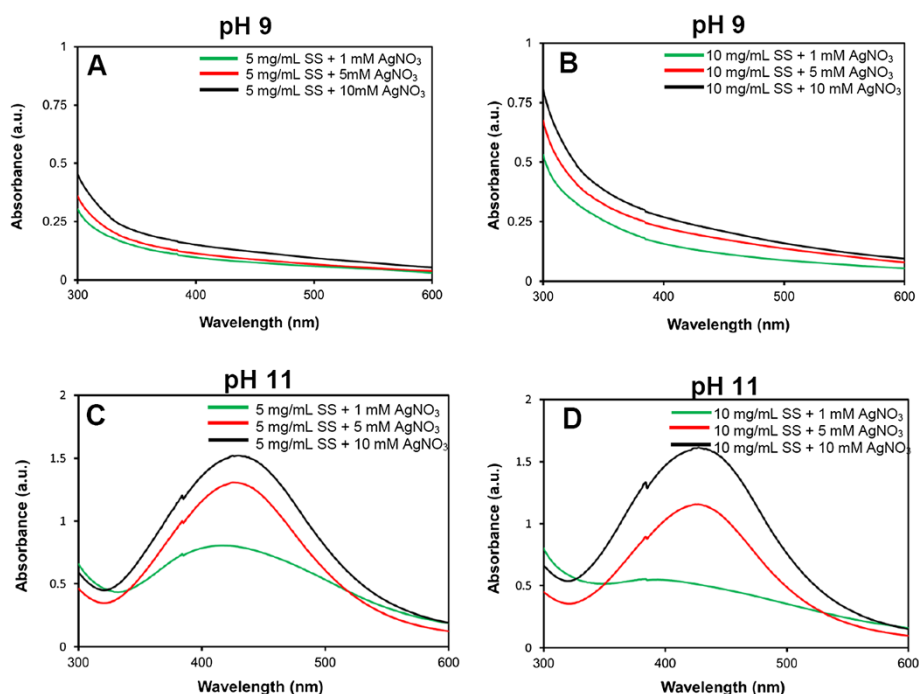 pH 9
A
5 mg/mL SS + 1 mM AgNO₃
5 mg/mL SS + 5mM AgNO₃
5 mg/mL SS + 10mM AgNO₃
1
0.75
0.5
0.25
0
Absorbance (a.u.)
300
400
500
600
Wavelength (nm)
pH 9
B
10 mg/mL SS + 1 mM AgNO₃
10 mg/mL SS + 5 mM AgNO₃
10 mg/mL SS + 10 mM AgNO₃
1
0.75
0.5
0.25
0
Absorbance (a.u.)
300
400
500
600
Wavelength (nm)
pH 11
C
5 mg/mL SS + 1 mM AgNO₃
5 mg/mL SS + 5 mM AgNO₃
5 mg/mL SS + 10 mM AgNO₃
2
1.5
1
0.5
0
Absorbance (a.u.)
300
400
500
600
Wavelength (nm)
pH 11
D
10 mg/mL SS + 1 mM AgNO₃
10 mg/mL SS + 5 mM AgNO₃
10 mg/mL SS + 10 mM AgNO₃
2
1.5
1
0.5
0
Absorbance (a.u.)
300
400
500
600
Wavelength (nm)